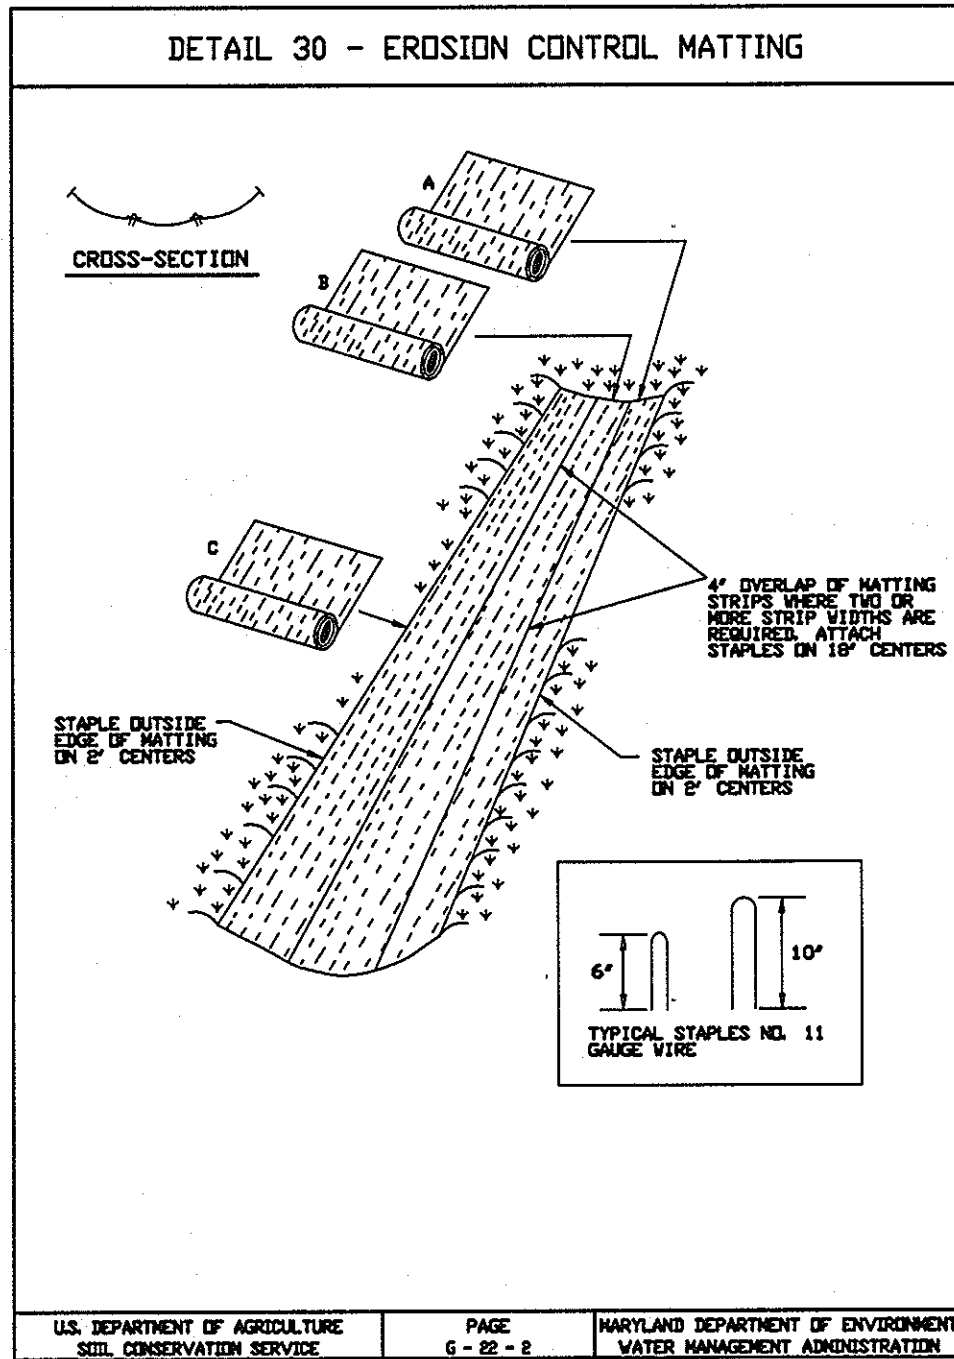 DETAIL 30 - EROSION CONTROL MATTING
A
CROSS-SECTION
B
C
4" OVERLAP OF MATTING
STRIPS WHERE TWO OR
MORE STRIP WIDTHS ARE
REQUIRED. ATTACH
STAPLES ON 18" CENTERS
STAPLE OUTSIDE
EDGE OF MATTING
ON 2' CENTERS
STAPLE OUTSIDE
EDGE OF MATTING
ON 2' CENTERS
6"
10"
TYPICAL STAPLES NO. 11
GAUGE WIRE
U.S. DEPARTMENT OF AGRICULTURE
SOIL CONSERVATION SERVICE
PAGE
G - 22 - 2
MARYLAND DEPARTMENT OF ENVIRONMENT
WATER MANAGEMENT ADMINISTRATION